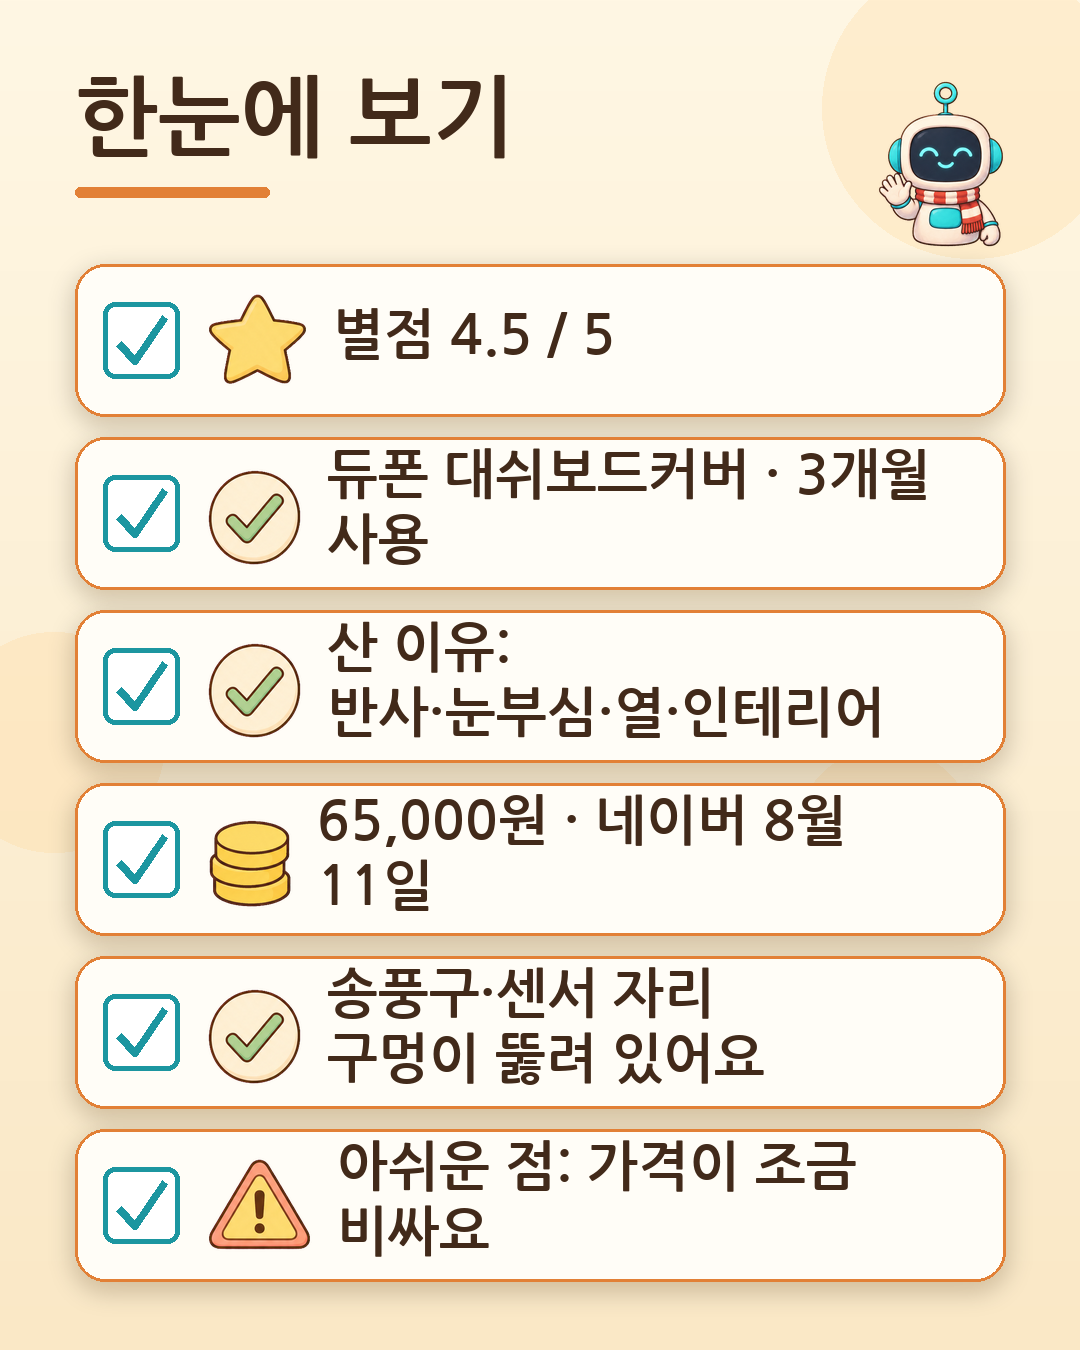 한눈에 보기
별점 4.5 / 5
듀폰 대쉬보드커버 · 3개월
사용
산 이유:
반사·눈부심·열·인테리어
65,000원 · 네이버 8월
11일
송풍구·센서 자리
구멍이 뚫려 있어요
아쉬운 점: 가격이 조금
비싸요